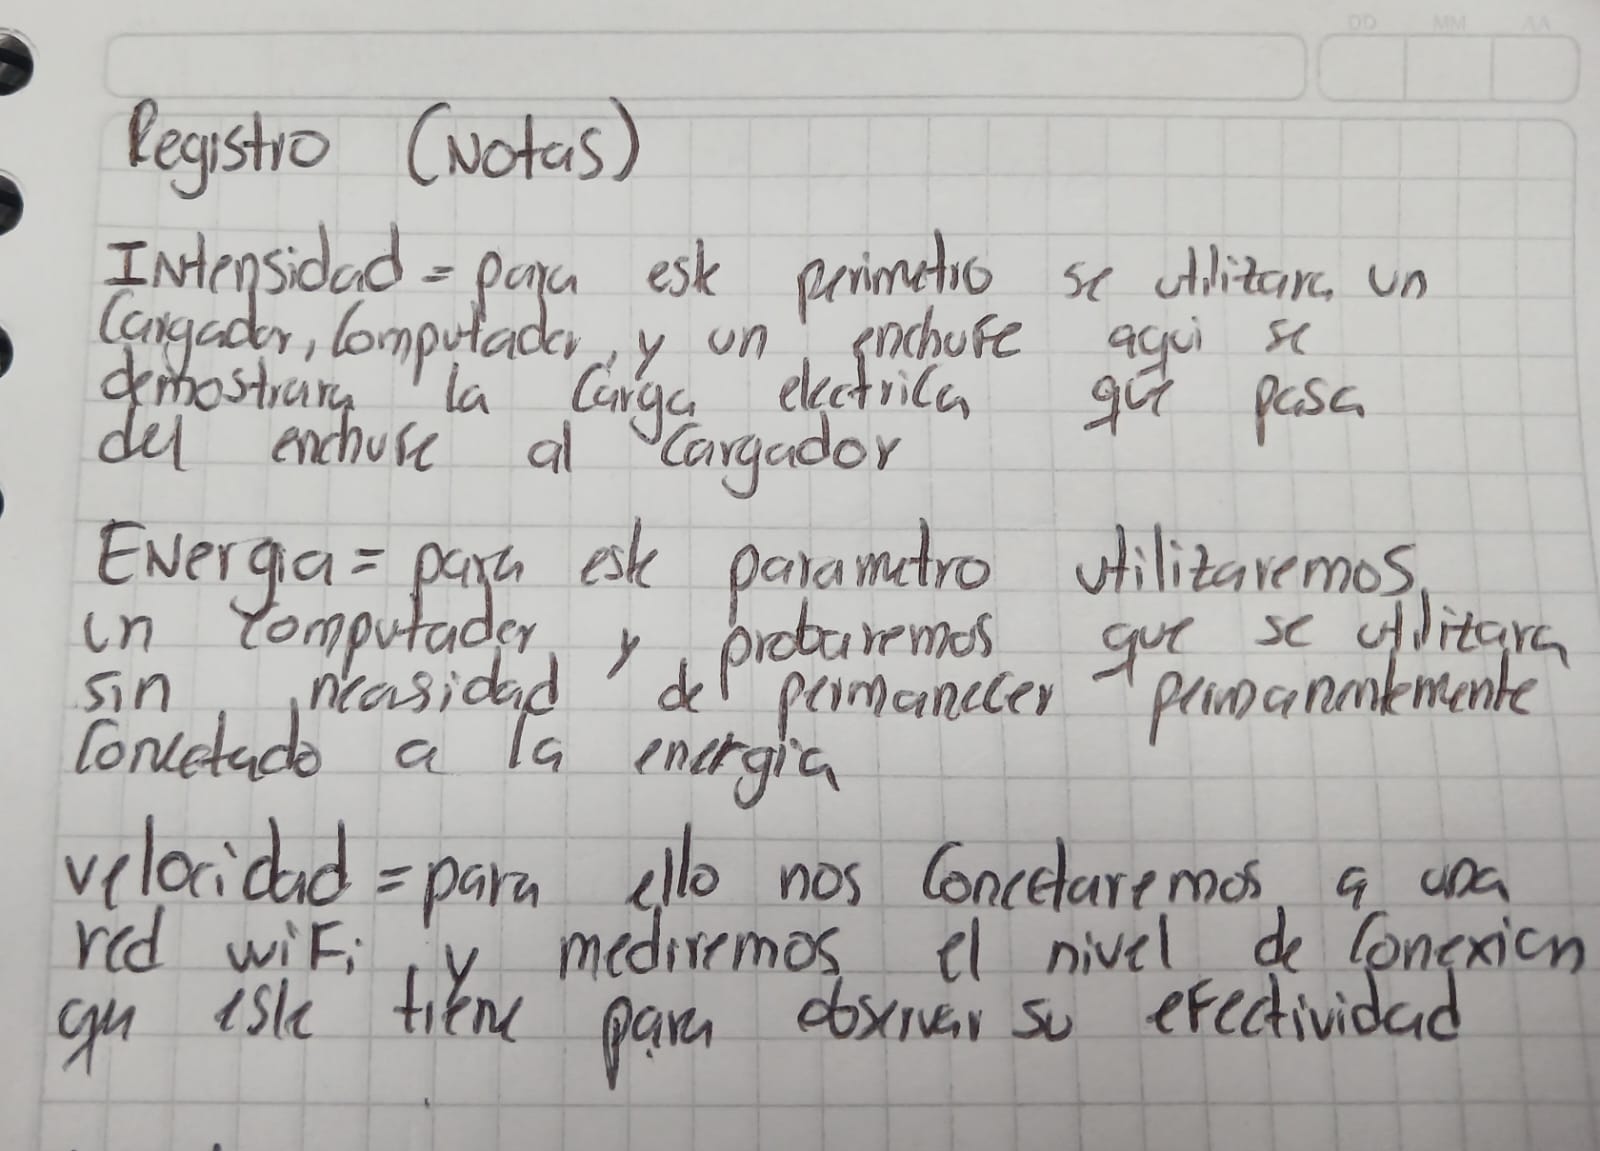 DD MM AA
Registro (Notas)
Intensidad = para este perimetro se utilizara un
Cargador, Computador, y un enchufe aqui se
demostrara la Carga electrica que pasa
del enchufe al Cargador
Energia = para este parametro utilizaremos
un Computador y probaremos que se utilizara
sin necesidad de permanecer permanentemente
Conectado a la energia
velocidad = para ello nos Conectaremos a una
red wiFi y mediremos el nivel de Conexion
que este tiene para observar su efectividad